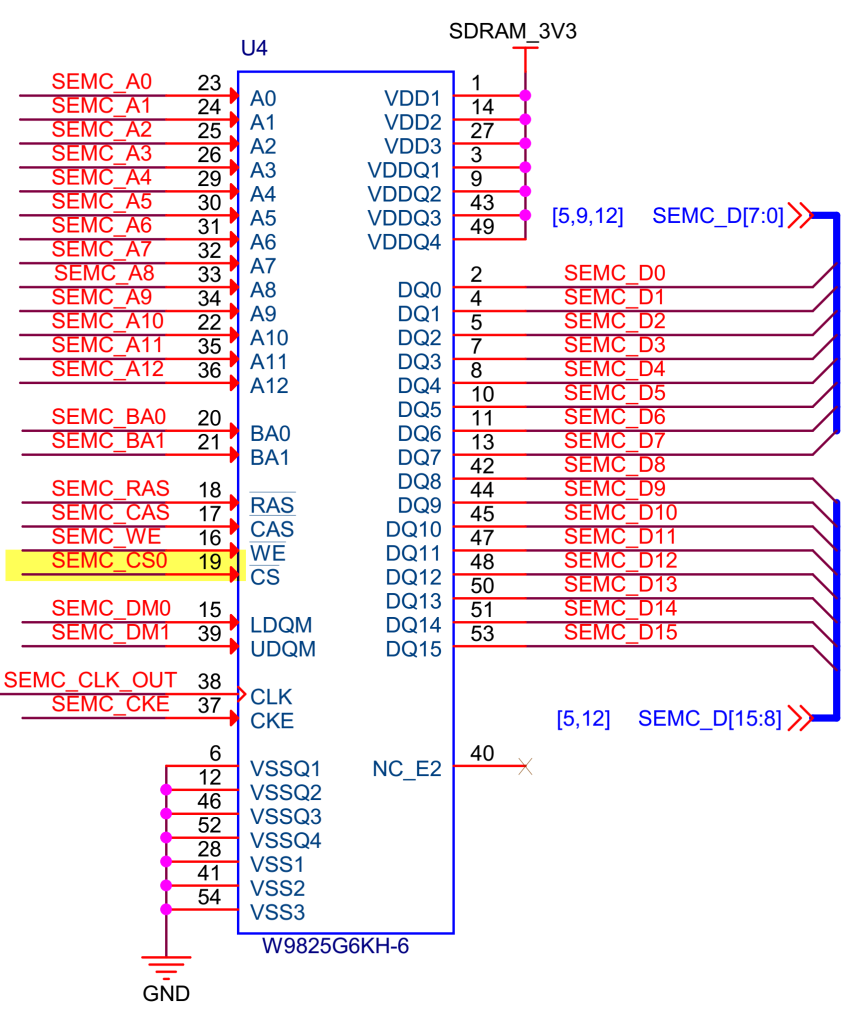 SDRAM_3V3
U4
SEMC_A0 23 A0 VDD1 1
SEMC_A1 24 A1 VDD2 14
SEMC_A2 25 A2 VDD3 27
SEMC_A3 26 A3 VDDQ1 3
SEMC_A4 29 A4 VDDQ2 9
SEMC_A5 30 A5 VDDQ3 43 [5,9,12] SEMC_D[7:0]
SEMC_A6 31 A6 VDDQ4 49
SEMC_A7 32 A7
SEMC_A8 33 A8 DQ0 2 SEMC_D0
SEMC_A9 34 A9 DQ1 4 SEMC_D1
SEMC_A10 22 A10 DQ2 5 SEMC_D2
SEMC_A11 35 A11 DQ3 7 SEMC_D3
SEMC_A12 36 A12 DQ4 8 SEMC_D4
DQ5 10 SEMC_D5
SEMC_BA0 20 BA0 DQ6 11 SEMC_D6
SEMC_BA1 21 BA1 DQ7 13 SEMC_D7
DQ8 42 SEMC_D8
SEMC_RAS 18 RAS DQ9 44 SEMC_D9
SEMC_CAS 17 CAS DQ10 45 SEMC_D10
SEMC_WE 16 WE DQ11 47 SEMC_D11
SEMC_CS0 19 CS DQ12 48 SEMC_D12
DQ13 50 SEMC_D13
SEMC_DM0 15 LDQM DQ14 51 SEMC_D14
SEMC_DM1 39 UDQM DQ15 53 SEMC_D15
SEMC_CLK_OUT 38 CLK
SEMC_CKE 37 CKE [5,12] SEMC_D[15:8]
6 VSSQ1 NC_E2 40
12 VSSQ2
46 VSSQ3
52 VSSQ4
28 VSS1
41 VSS2
54 VSS3
W9825G6KH-6
GND